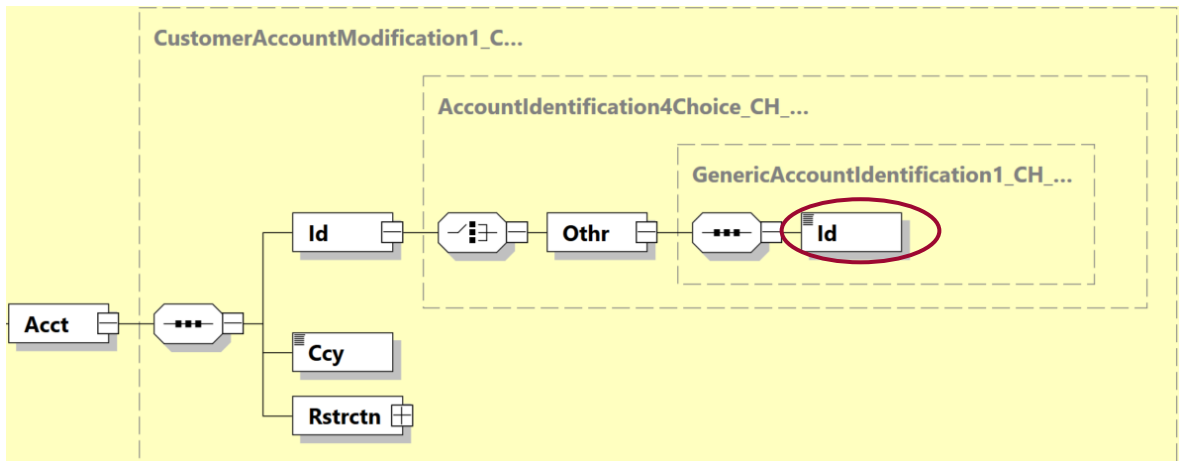 CustomerAccountModification1_C...
AccountIdentification4Choice_CH_...
GenericAccountIdentification1_CH_...
Id
Othr
Id
Acct
Ccy
Rstrctn